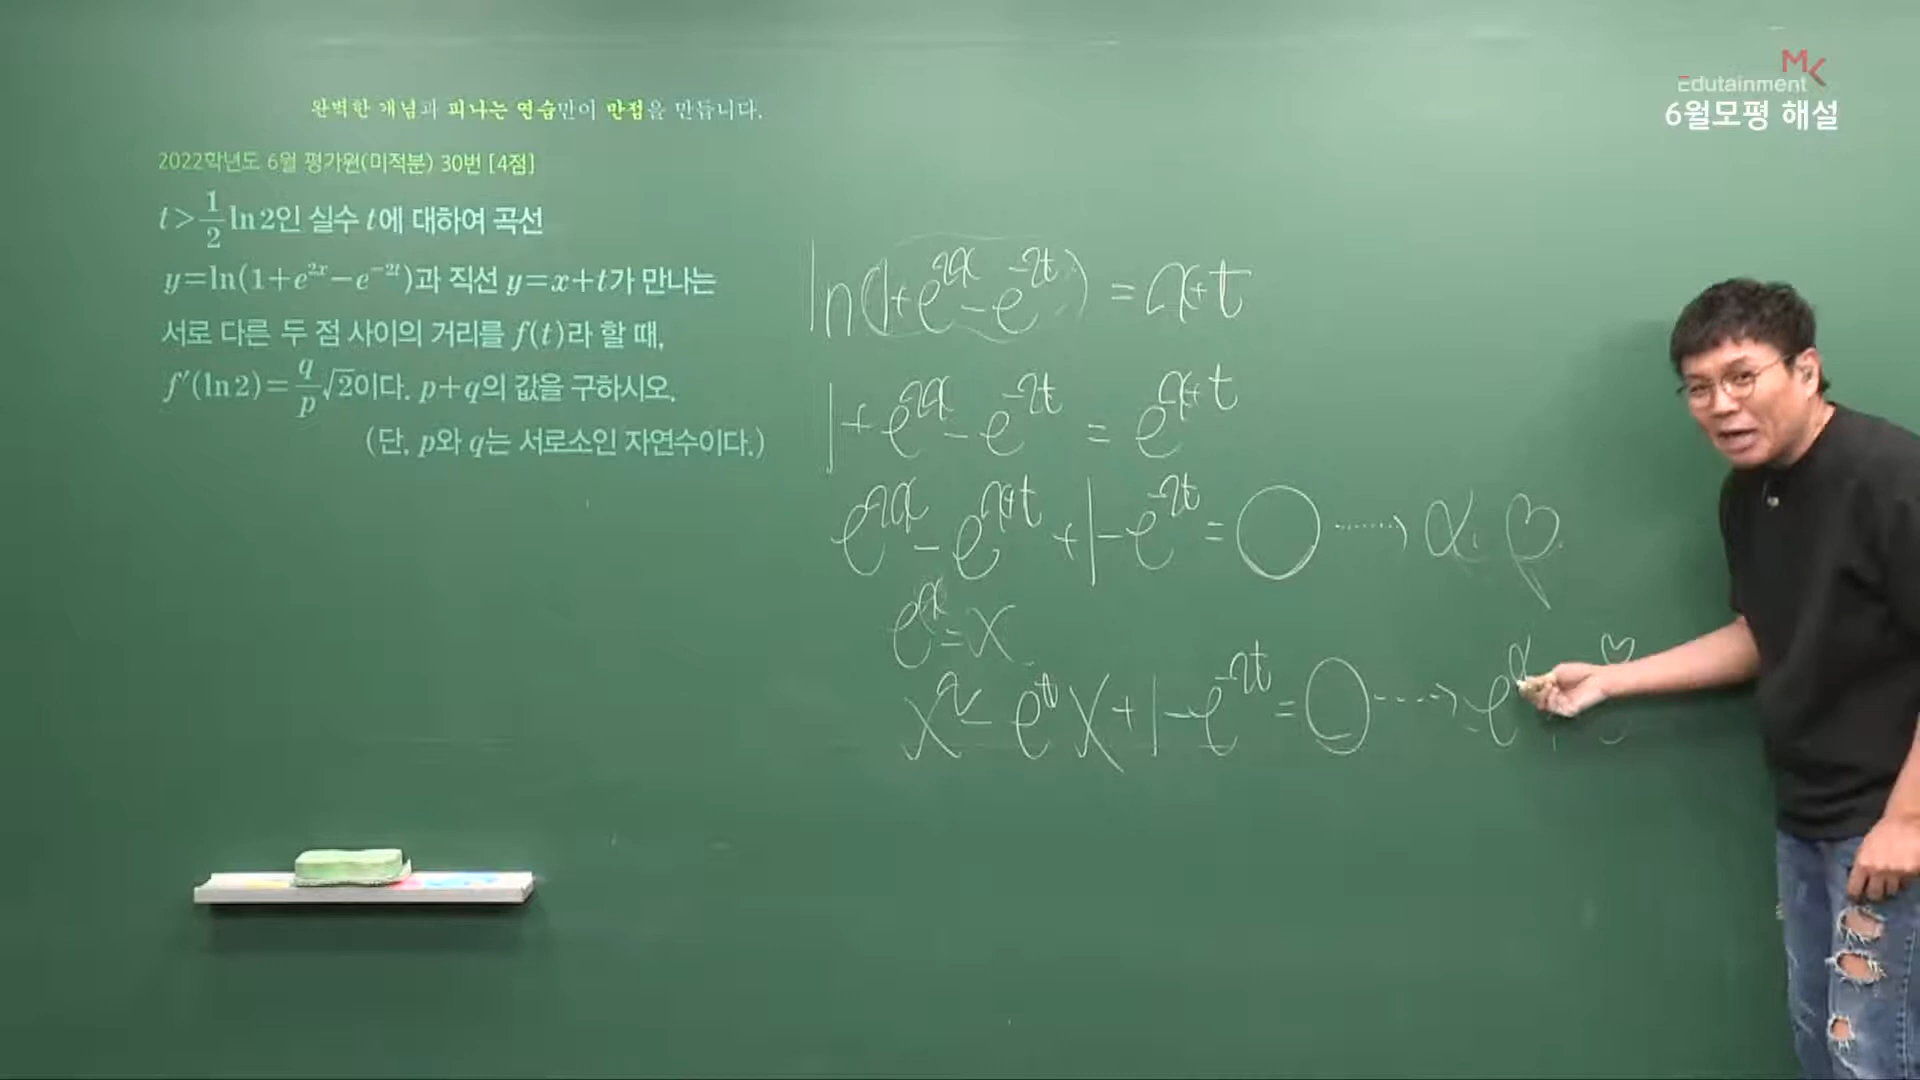 MK
Edutainment
6월모평 해설
완벽한 개념과 피나는 연습만이 만점을 만듭니다.
2022학년도 6월 평가원(미적분) 30번 [4점]
t>1/2 ln2인 실수 t에 대하여 곡선
y=ln(1+e^{2x}-e^{-2t})과 직선 y=x+t가 만나는
서로 다른 두 점 사이의 거리를 f(t)라 할 때,
f′(ln2)=q/p √2이다. p+q의 값을 구하시오.
(단, p와 q는 서로소인 자연수이다.)
ln(1+e^{2x}-e^{-2t})=x+t
1+e^{2x}-e^{-2t}=e^{x+t}
e^{2x}-e^{x+t}+1-e^{-2t}=0 ······> α, β
e^x=X
X^2-e^t X+1-e^{-2t}=0 ····> e^α, e^β